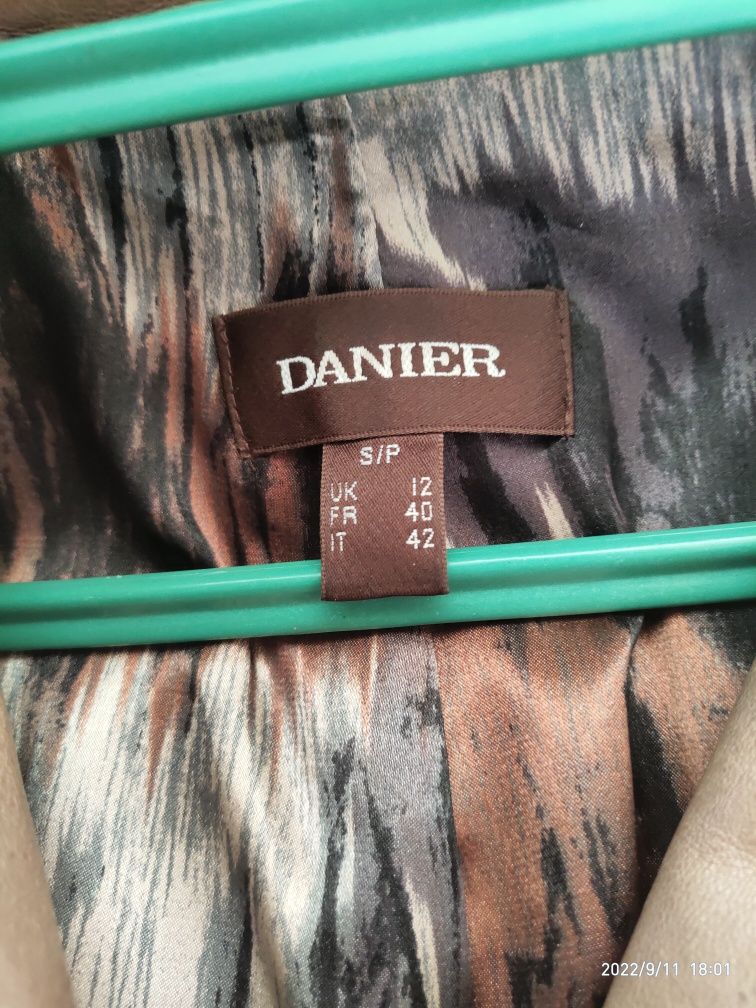 DANIER
S/P
UK 12
FR 40
IT 42
2022/9/11 18:01